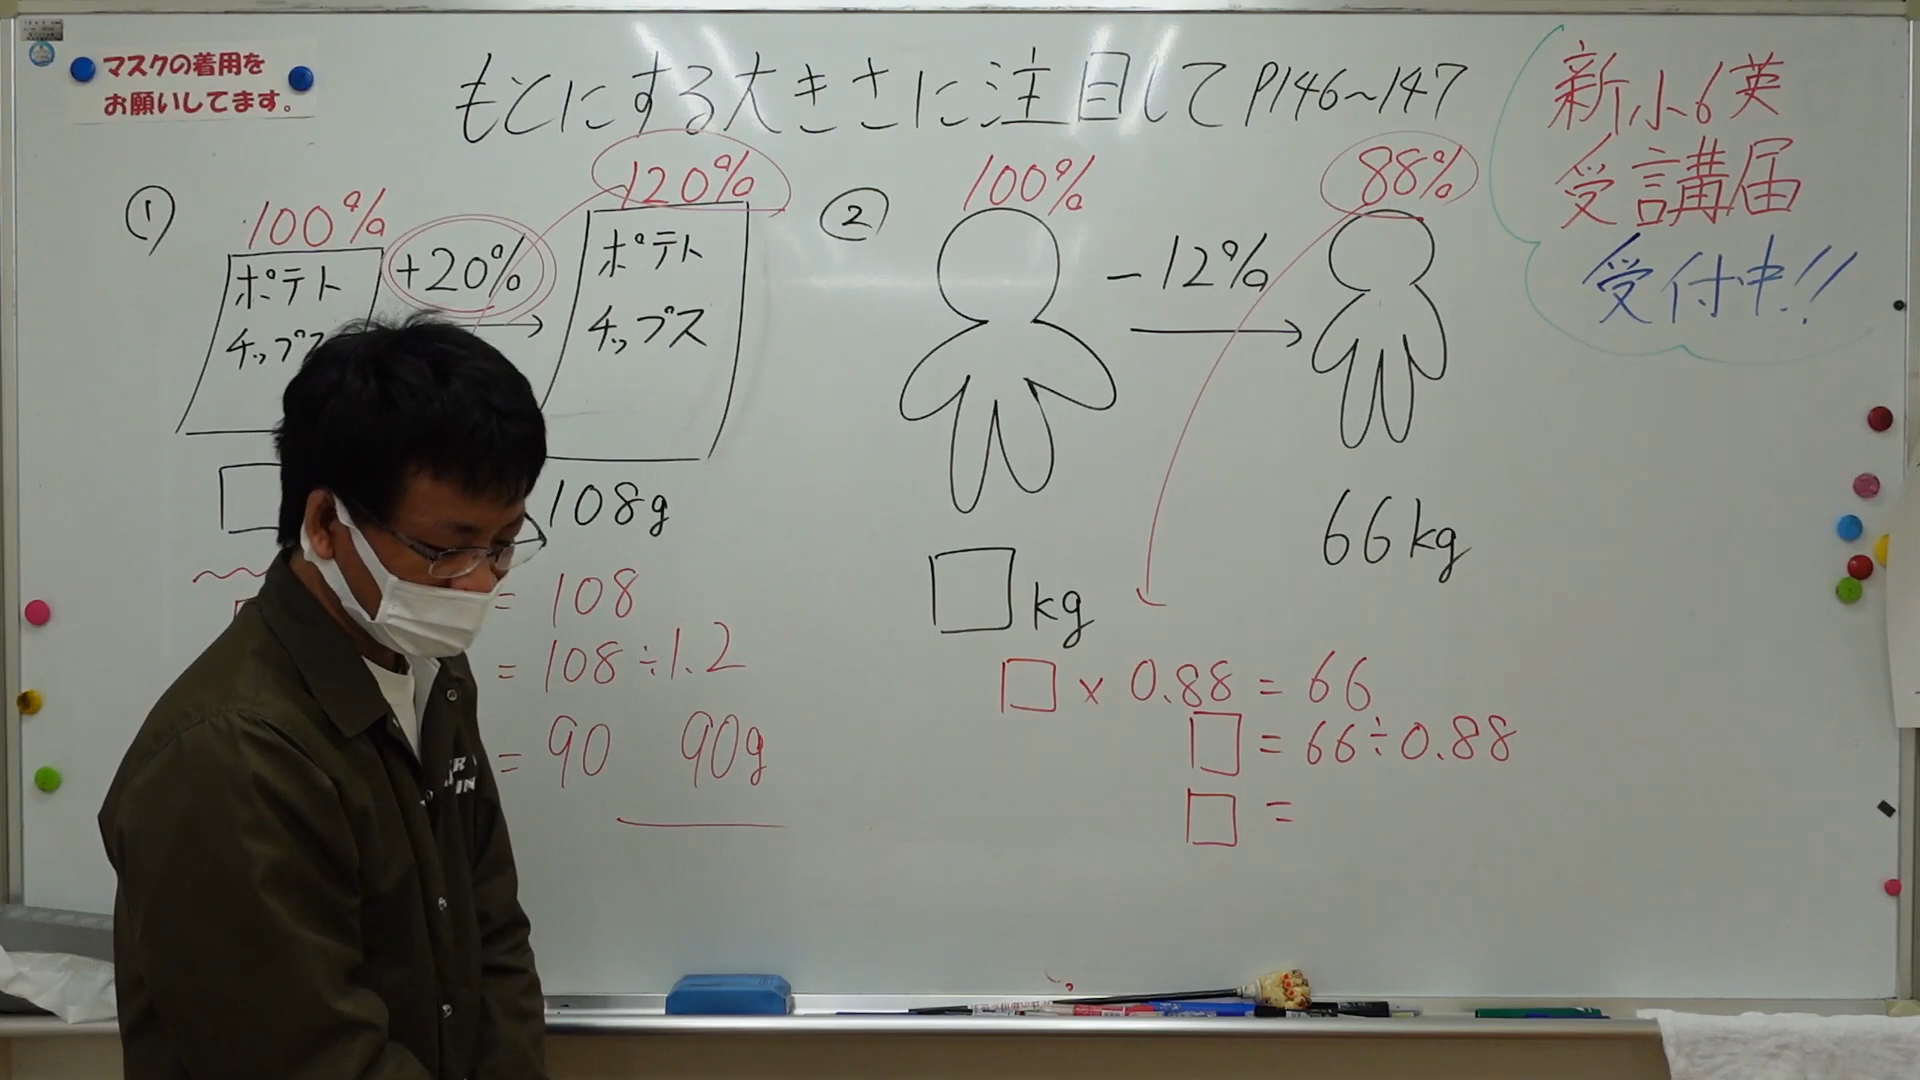 マスクの着用を
お願いしてます。
もとにする大きさに注目して P146~147
新小6英
受講届
受付中!!
①
100%
+20%
120%
ポテト
チップス
ポテト
チップス
108g
= 108
= 108÷1.2
= 90 90g
②
100%
-12%
88%
□kg
66kg
□ × 0.88 = 66
□ = 66÷0.88
□ =